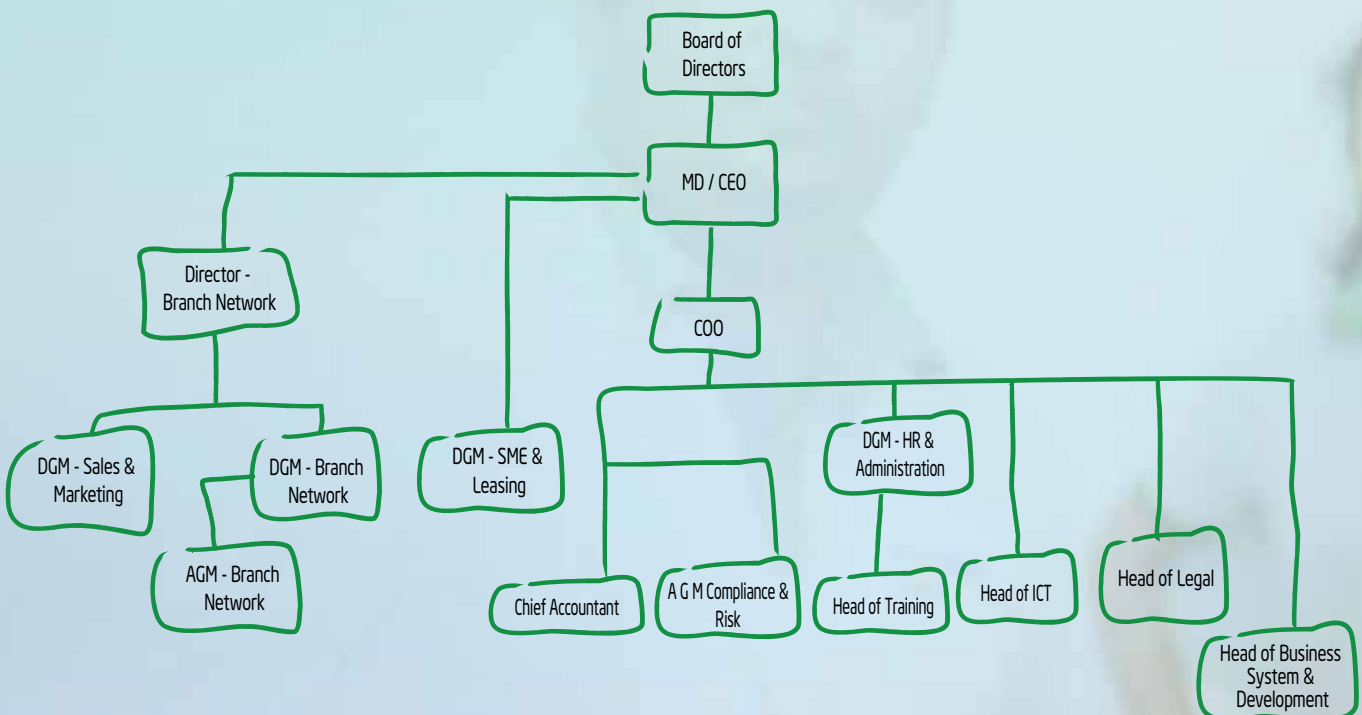 Board of
Directors
MD / CEO
Director -
Branch Network
COO
DGM - Sales &
Marketing
DGM - Branch
Network
DGM - SME &
Leasing
DGM - HR &
Administration
AGM - Branch
Network
Chief Accountant
A G M Compliance &
Risk
Head of Training
Head of ICT
Head of Legal
Head of Business
System &
Development